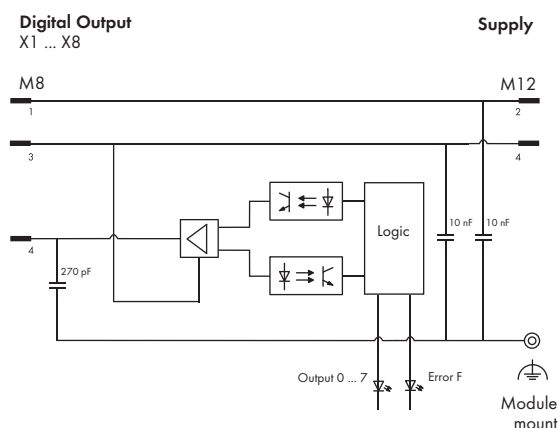 Digital Output
X1 ... X8
Supply
M8
M12
1
2
3
4
4
270 pF
Logic
10 nF
10 nF
Output 0 ... 7
Error F
Module
mount